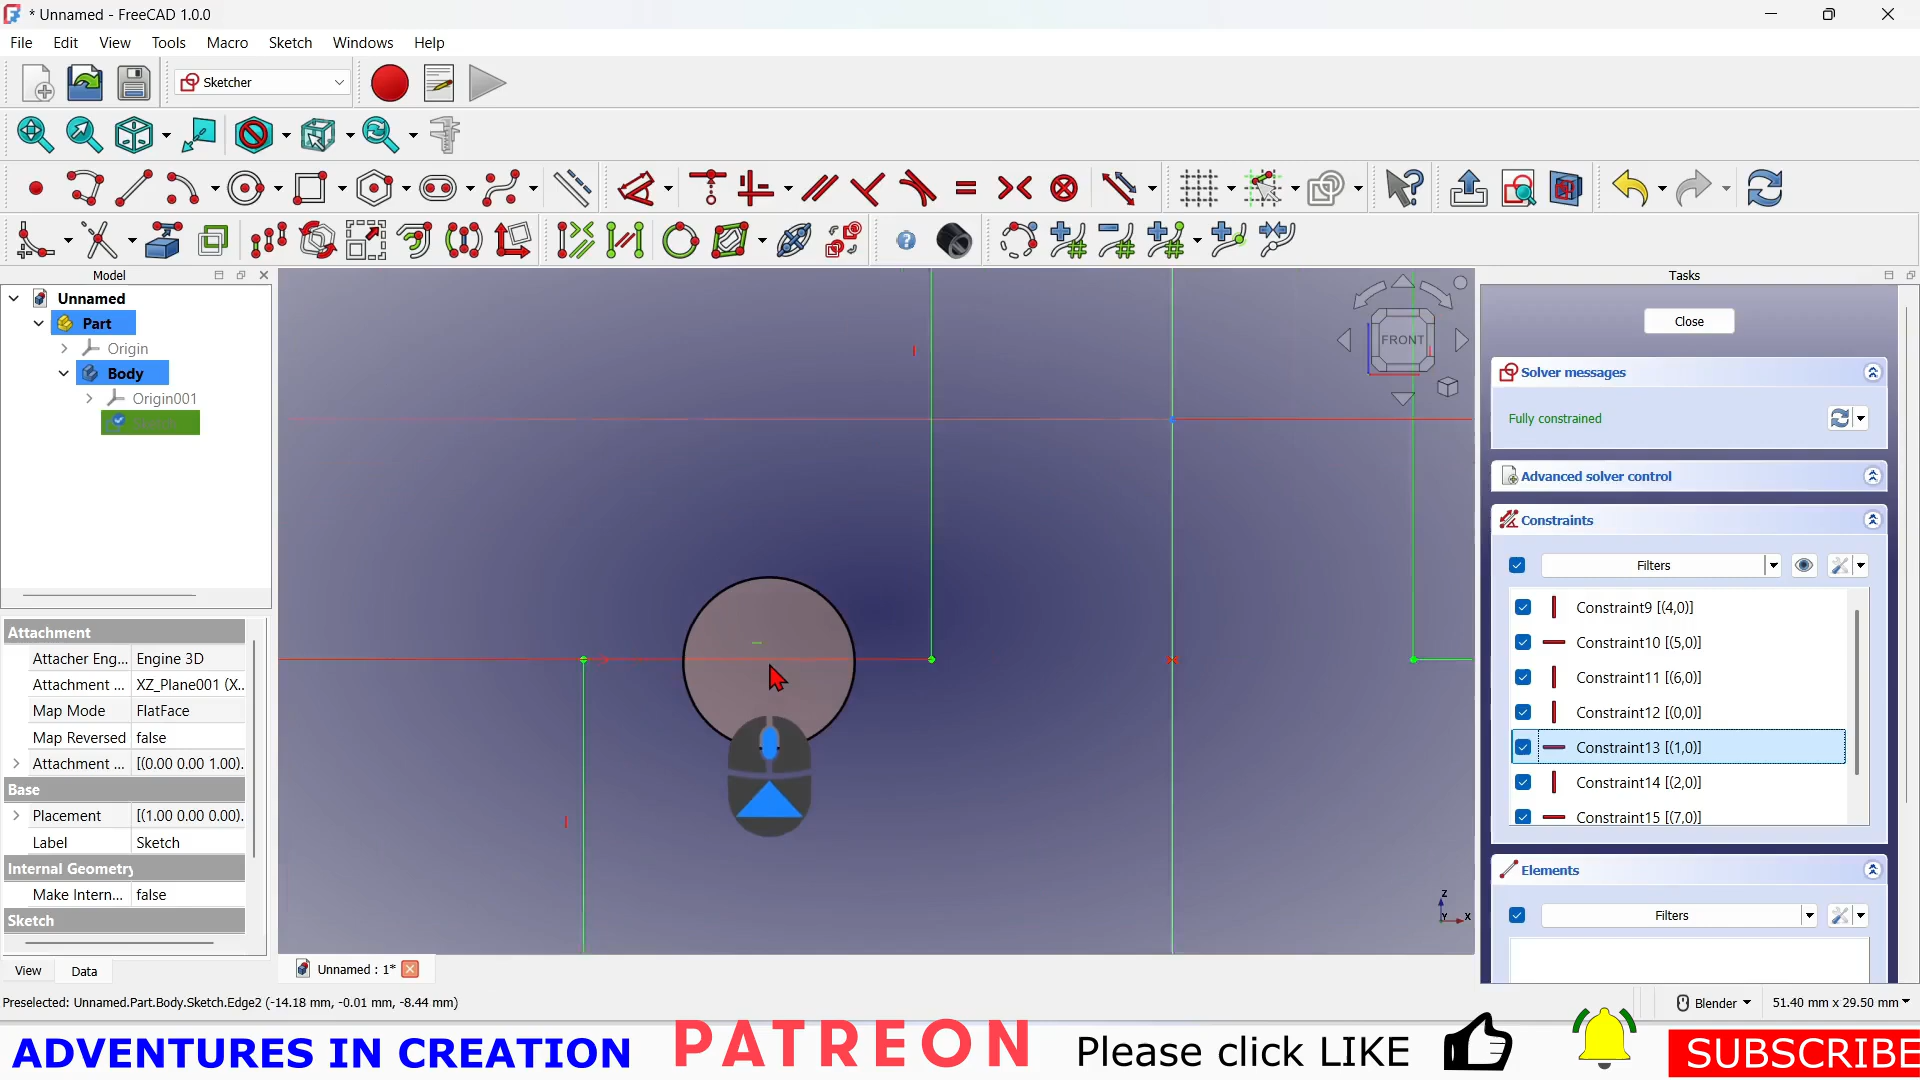 * Unnamed - FreeCAD 1.0.0
File Edit View Tools Macro Sketch Windows Help
Sketcher
Model
Tasks
Unnamed
Part
Origin
Body
Origin001
Sketch
FRONT
Close
Solver messages
Fully constrained
Advanced solver control
Constraints
Filters
Constraint9 [(4,0)]
Constraint10 [(5,0)]
Constraint11 [(6,0)]
Constraint12 [(0,0)]
Constraint13 [(1,0)]
Constraint14 [(2,0)]
Constraint15 [(7,0)]
Elements
Filters
Attachment
Attacher Eng... Engine 3D
Attachment ... XZ_Plane001 (X..
Map Mode FlatFace
Map Reversed false
Attachment ... [(0.00 0.00 1.00).
Base
Placement [(1.00 0.00 0.00).
Label Sketch
Internal Geometry
Make Intern... false
Sketch
View Data
Unnamed : 1*
Z
Y X
Preselected: Unnamed.Part.Body.Sketch.Edge2 (-14.18 mm, -0.01 mm, -8.44 mm)
Blender 51.40 mm x 29.50 mm
ADVENTURES IN CREATION PATREON Please click LIKE SUBSCRIBE